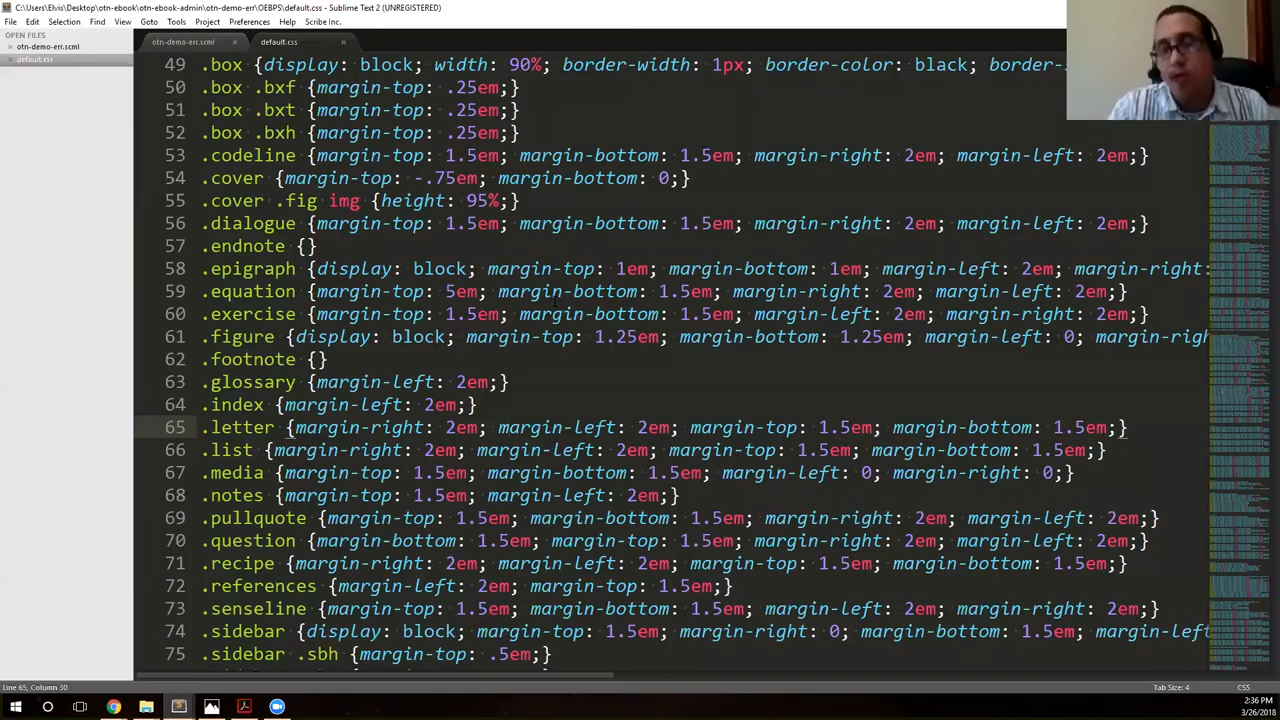 C:\Users\Elvis\Desktop\otn-ebook\otn-ebook-admin\otn-demo-err\OEBPS\default.css - Sublime Text 2 (UNREGISTERED)
File Edit Selection Find View Goto Tools Project Preferences Help Scribe Inc.
OPEN FILES
× otn-demo-err.scml
× default.css
otn-demo-err.scml ×
default.css ×
49 .box {display: block; width: 90%; border-width: 1px; border-color: black; border-
50 .box .bxf {margin-top: .25em;}
51 .box .bxt {margin-top: .25em;}
52 .box .bxh {margin-top: .25em;}
53 .codeline {margin-top: 1.5em; margin-bottom: 1.5em; margin-right: 2em; margin-left: 2em;}
54 .cover {margin-top: -.75em; margin-bottom: 0;}
55 .cover .fig img {height: 95%;}
56 .dialogue {margin-top: 1.5em; margin-bottom: 1.5em; margin-right: 2em; margin-left: 2em;}
57 .endnote {}
58 .epigraph {display: block; margin-top: 1em; margin-bottom: 1em; margin-left: 2em; margin-right:
59 .equation {margin-top: 5em; margin-bottom: 1.5em; margin-right: 2em; margin-left: 2em;}
60 .exercise {margin-top: 1.5em; margin-bottom: 1.5em; margin-left: 2em; margin-right: 2em;}
61 .figure {display: block; margin-top: 1.25em; margin-bottom: 1.25em; margin-left: 0; margin-righ
62 .footnote {}
63 .glossary {margin-left: 2em;}
64 .index {margin-left: 2em;}
65 .letter {margin-right: 2em; margin-left: 2em; margin-top: 1.5em; margin-bottom: 1.5em;}
66 .list {margin-right: 2em; margin-left: 2em; margin-top: 1.5em; margin-bottom: 1.5em;}
67 .media {margin-top: 1.5em; margin-bottom: 1.5em; margin-left: 0; margin-right: 0;}
68 .notes {margin-top: 1.5em; margin-left: 2em;}
69 .pullquote {margin-top: 1.5em; margin-bottom: 1.5em; margin-right: 2em; margin-left: 2em;}
70 .question {margin-bottom: 1.5em; margin-top: 1.5em; margin-right: 2em; margin-left: 2em;}
71 .recipe {margin-right: 2em; margin-left: 2em; margin-top: 1.5em; margin-bottom: 1.5em;}
72 .references {margin-left: 2em; margin-top: 1.5em;}
73 .senseline {margin-top: 1.5em; margin-bottom: 1.5em; margin-left: 2em; margin-right: 2em;}
74 .sidebar {display: block; margin-top: 1.5em; margin-right: 0; margin-bottom: 1.5em; margin-left
75 .sidebar .sbh {margin-top: .5em;}
Line 65, Column 30 Tab Size: 4 CSS
2:36 PM
3/26/2018